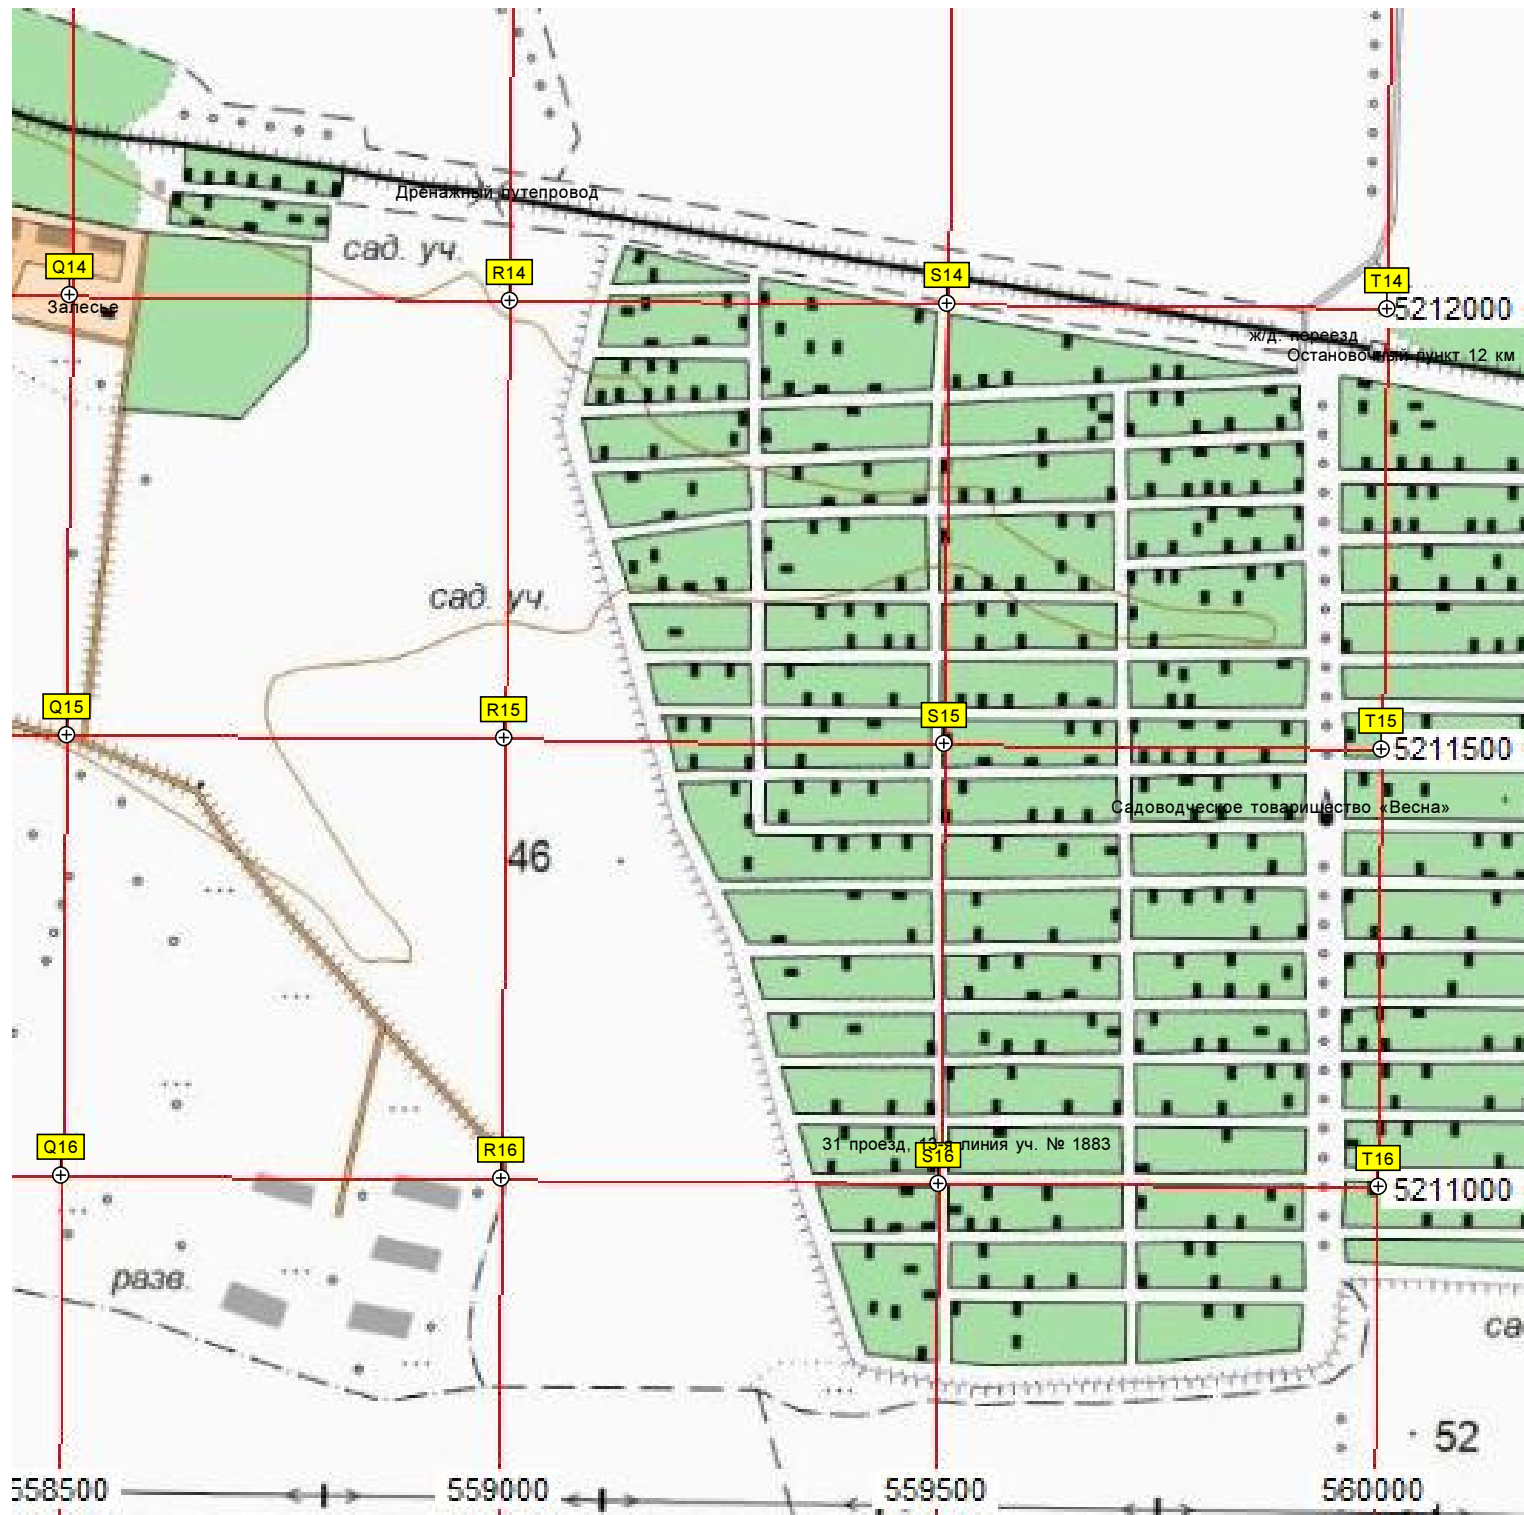 Дренажный путепровод
сад. уч.
Q14
R14
S14
T14
5212000
Залесье
ж/д. переезд
Остановочный пункт 12 км
сад. уч.
Q15
R15
S15
T15
5211500
Садоводческое товарищество «Весна»
46
31 проезд, 13-я линия уч. № 1883
Q16
R16
S16
T16
5211000
разв.
са
52
558500
559000
559500
560000